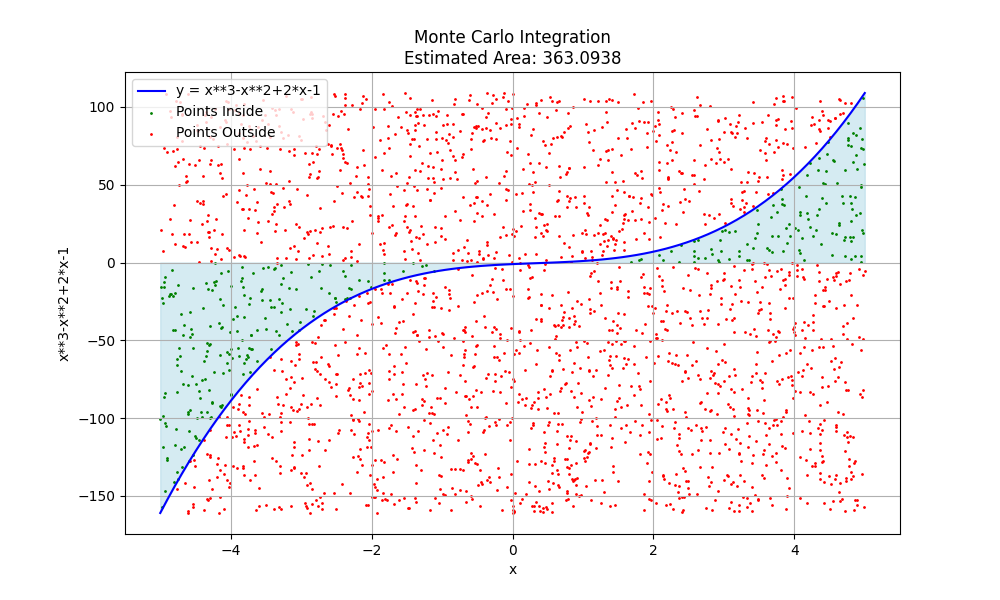 Monte Carlo Integration
Estimated Area: 363.0938
y = x**3-x**2+2*x-1
Points Inside
Points Outside
100
50
0
−50
−100
−150
x**3-x**2+2*x-1
−4
−2
0
2
4
x